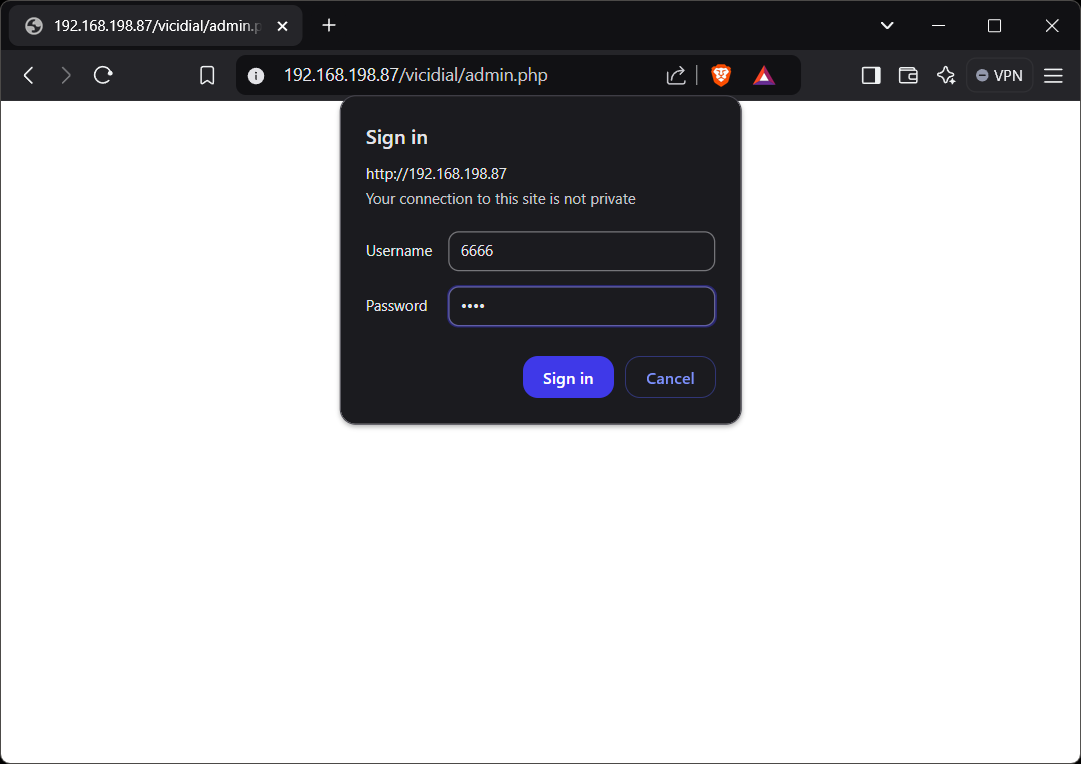 192.168.198.87/vicidial/admin.p
192.168.198.87/vicidial/admin.php
VPN
Sign in
http://192.168.198.87
Your connection to this site is not private
Username 6666
Password ••••
Sign in Cancel